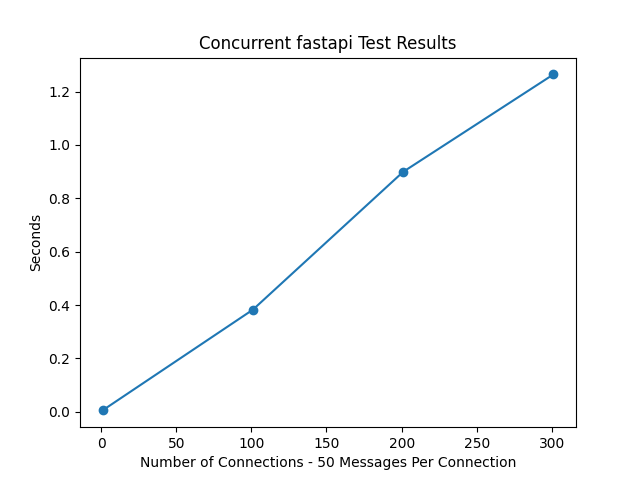 Concurrent fastapi Test Results
1.2
1.0
0.8
0.6
0.4
0.2
0.0
Seconds
0 50 100 150 200 250 300
Number of Connections - 50 Messages Per Connection